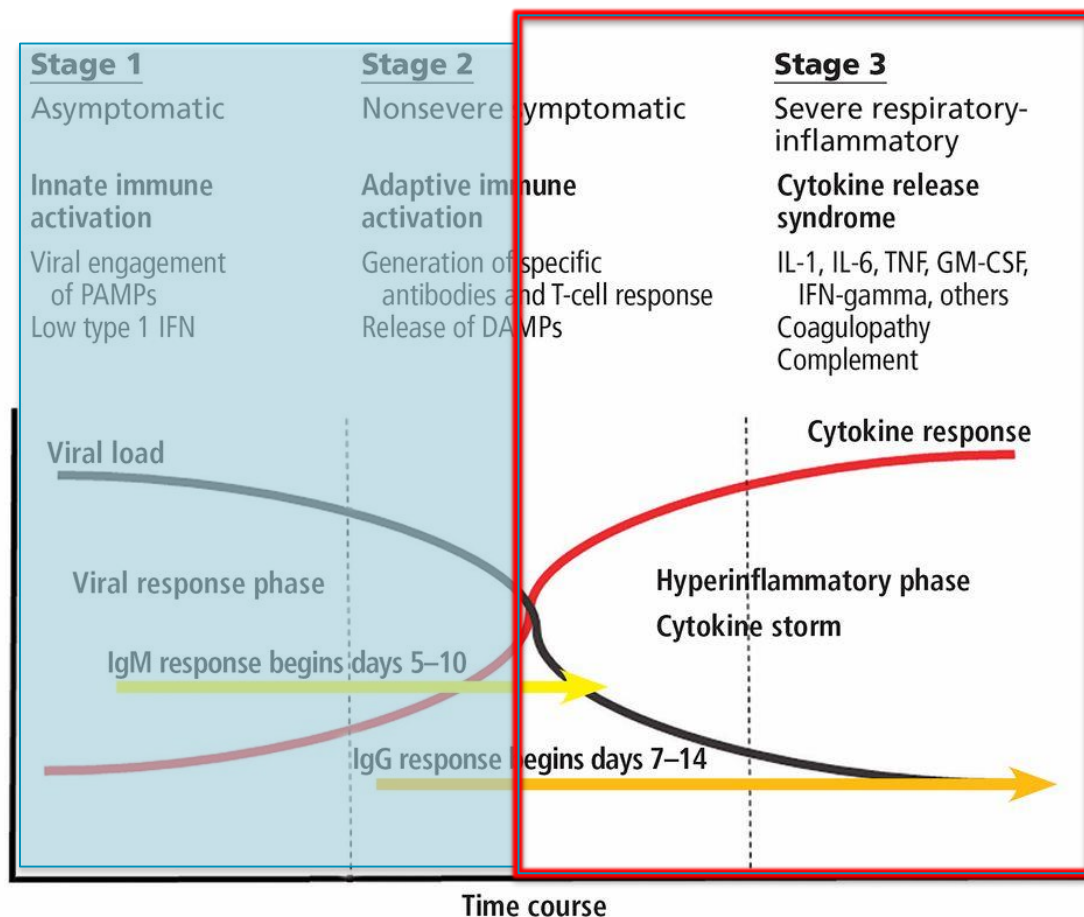 Stage 1
Asymptomatic
Innate immune
activation
Viral engagement
of PAMPs
Low type 1 IFN
Stage 2
Nonsevere symptomatic
Adaptive immune
activation
Generation of specific
antibodies and T-cell response
Release of DAMPs
Stage 3
Severe respiratory-
inflammatory
Cytokine release
syndrome
IL-1, IL-6, TNF, GM-CSF,
IFN-gamma, others
Coagulopathy
Complement
Viral load
Cytokine response
Viral response phase
Hyperinflammatory phase
Cytokine storm
IgM response begins days 5–10
IgG response begins days 7–14
Time course